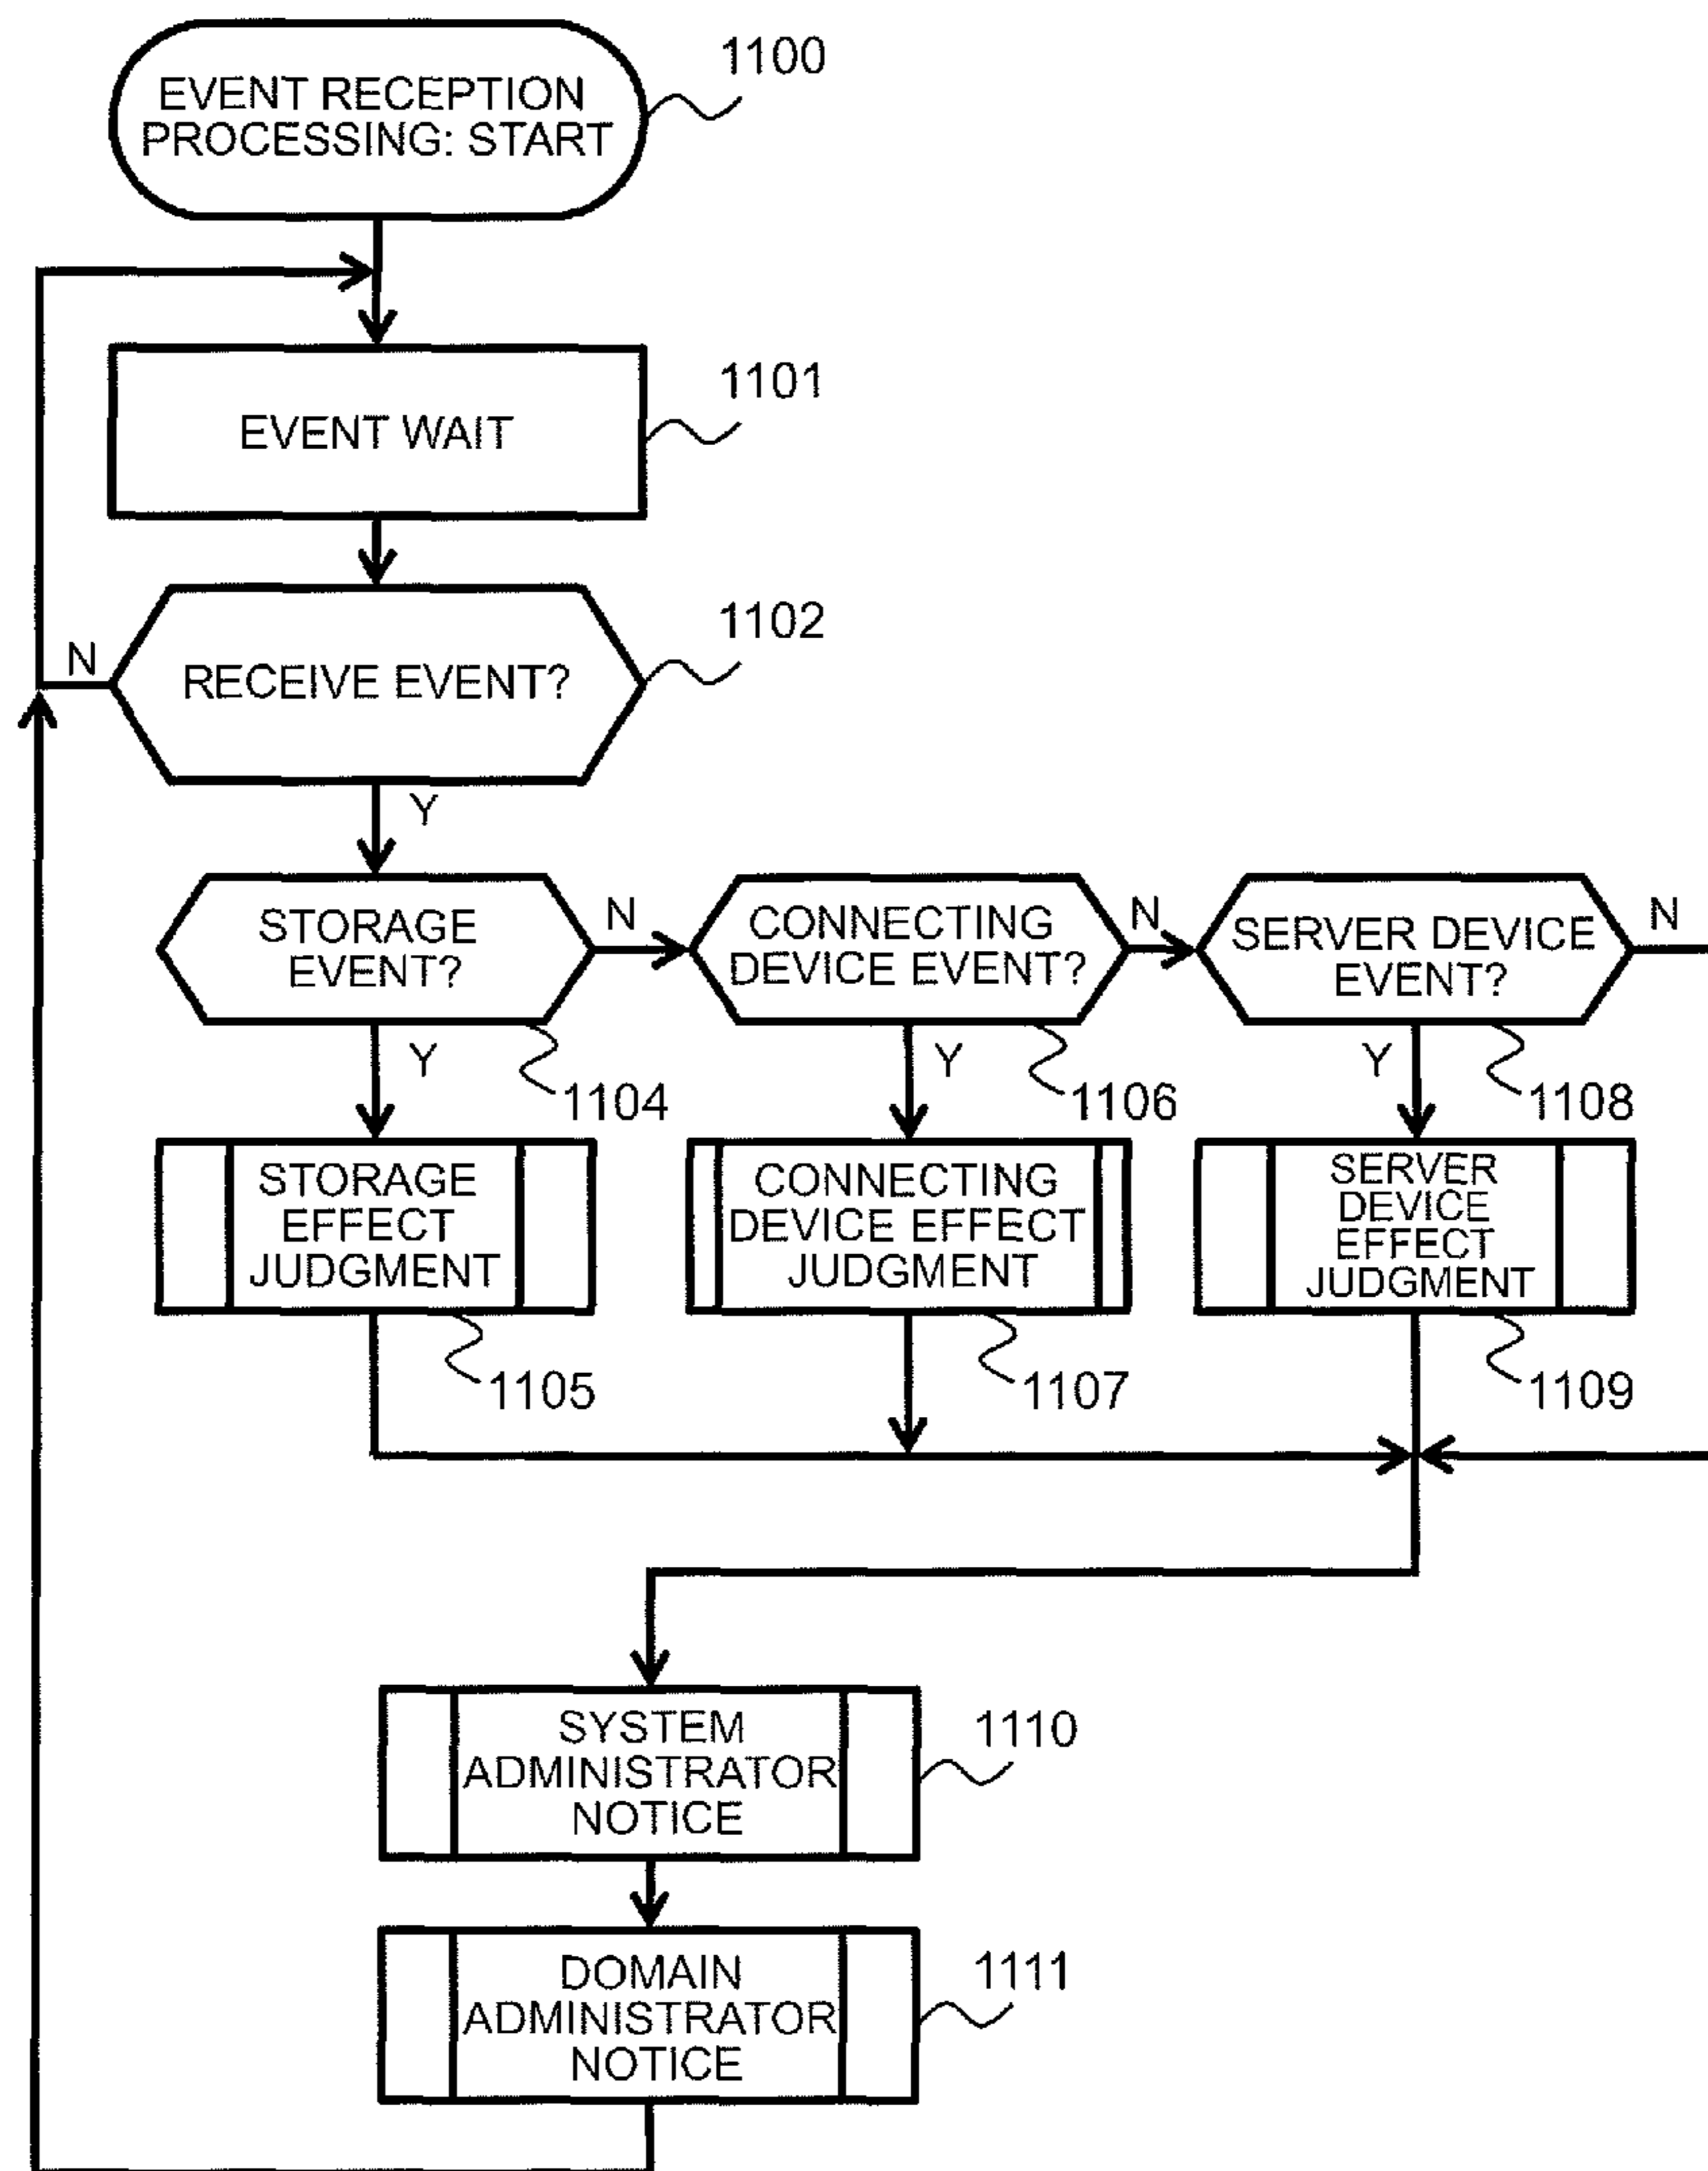 EVENT RECEPTION
PROCESSING: START
1100
EVENT WAIT
1101
RECEIVE EVENT?
1102
N
Y
STORAGE
EVENT?
N
CONNECTING
DEVICE EVENT?
N
SERVER DEVICE
EVENT?
N
Y
1104
Y
1106
Y
1108
STORAGE
EFFECT
JUDGMENT
CONNECTING
DEVICE EFFECT
JUDGMENT
SERVER
DEVICE
EFFECT
JUDGMENT
1105
1107
1109
SYSTEM
ADMINISTRATOR
NOTICE
1110
DOMAIN
ADMINISTRATOR
NOTICE
1111